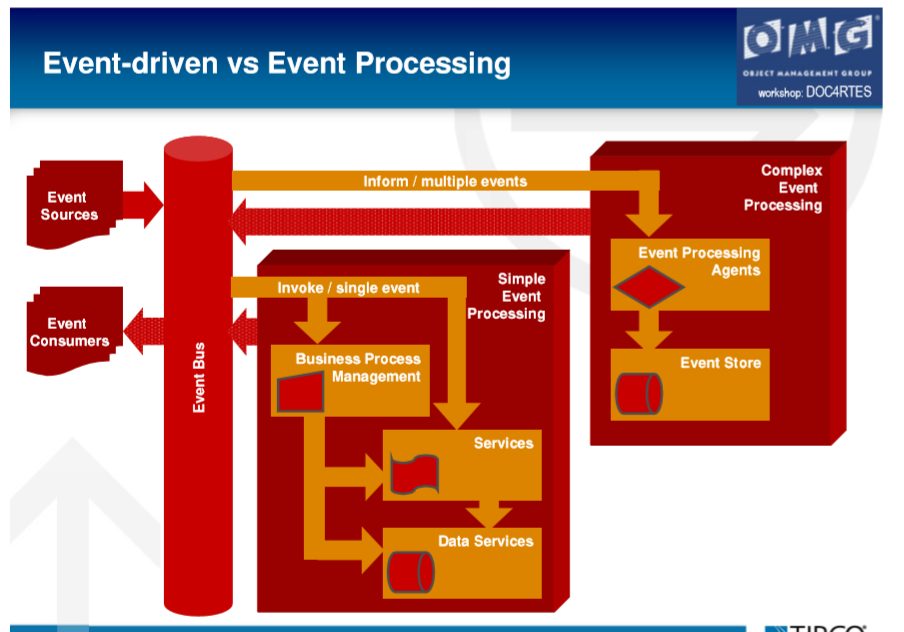 Event-driven vs Event Processing
OMG
OBJECT MANAGEMENT GROUP
workshop: DOC4RTES
Event
Sources
Inform / multiple events
Complex
Event
Processing
Event Processing
Agents
Event Store
Invoke / single event
Simple
Event
Processing
Event
Consumers
Event Bus
Business Process
Management
Services
Data Services